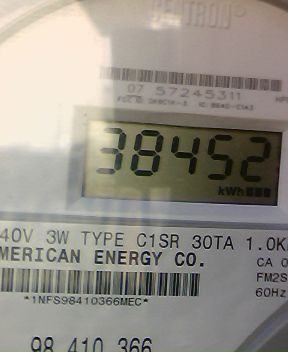 CENTRON®
07 57245311
38452
kWh
40V 3W TYPE C1SR 30TA 1.0K
MERICAN ENERGY CO.
CA 0
FM2S
60Hz
*1NFS98410366MEC*
98 410 366